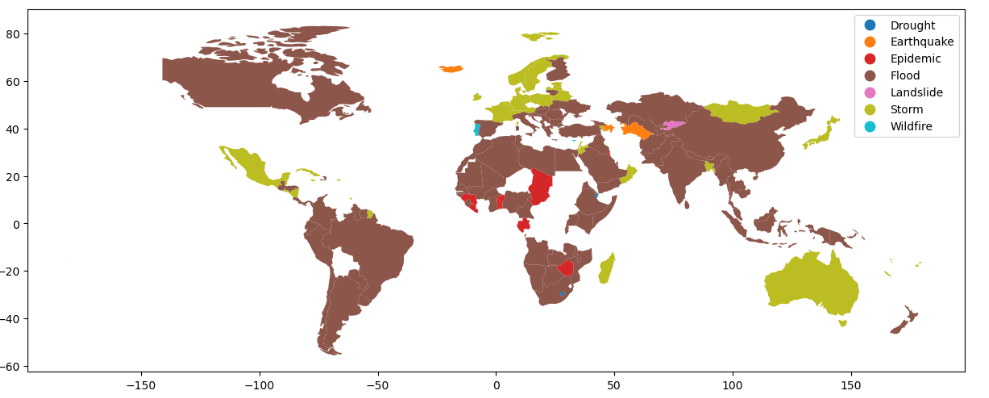 80
60
40
20
0
−20
−40
−60
−150
−100
−50
0
50
100
150
Drought
Earthquake
Epidemic
Flood
Landslide
Storm
Wildfire